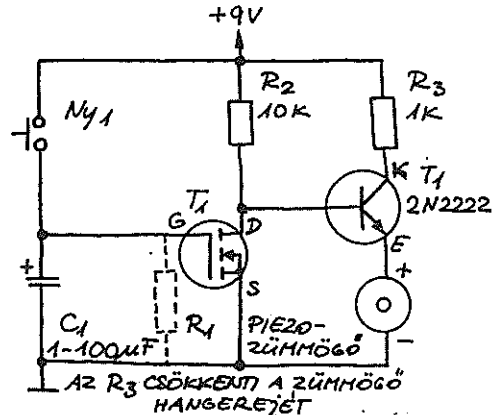 +9V
Ny1
R2
10K
R3
1K
K
T1
2N2222
E
T1
G
D
S
+
C1
1-100µF
R1
PIEZO-
ZÜMMÖGŐ
+
-
AZ R3 CSÖKKENTI A ZÜMMÖGŐ
HANGEREJÉT